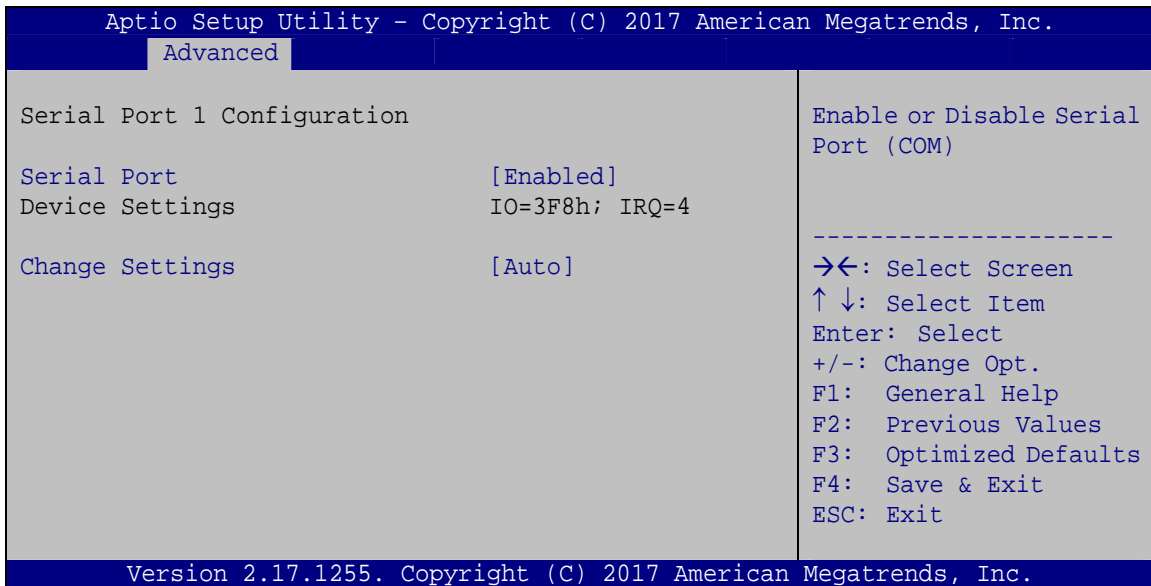 Aptio Setup Utility – Copyright (C) 2017 American Megatrends, Inc.
Advanced
Serial Port 1 Configuration
Serial Port [Enabled]
Device Settings IO=3F8h; IRQ=4
Change Settings [Auto]
Enable or Disable Serial
Port (COM)
---------------------
→←: Select Screen
↑ ↓: Select Item
Enter: Select
+/-: Change Opt.
F1: General Help
F2: Previous Values
F3: Optimized Defaults
F4: Save & Exit
ESC: Exit
Version 2.17.1255. Copyright (C) 2017 American Megatrends, Inc.